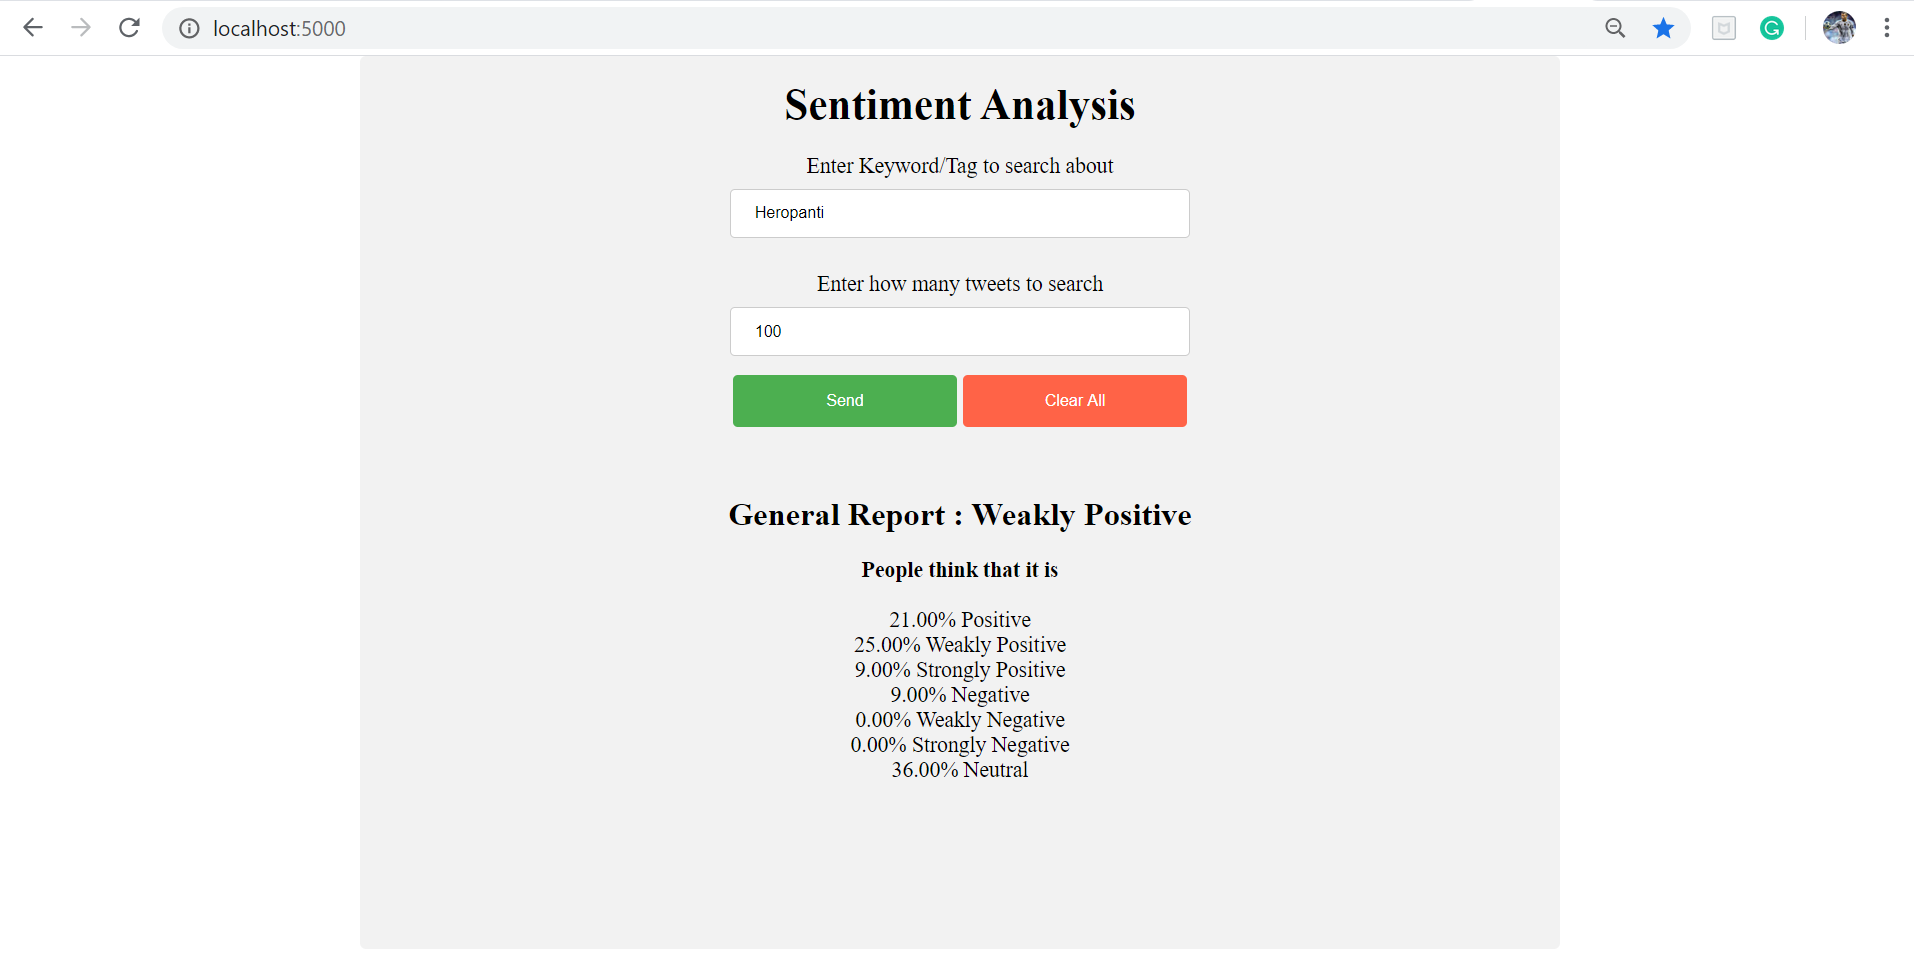 localhost:5000
Sentiment Analysis
Enter Keyword/Tag to search about
Heropanti
Enter how many tweets to search
100
Send Clear All
General Report : Weakly Positive
People think that it is
21.00% Positive
25.00% Weakly Positive
9.00% Strongly Positive
9.00% Negative
0.00% Weakly Negative
0.00% Strongly Negative
36.00% Neutral